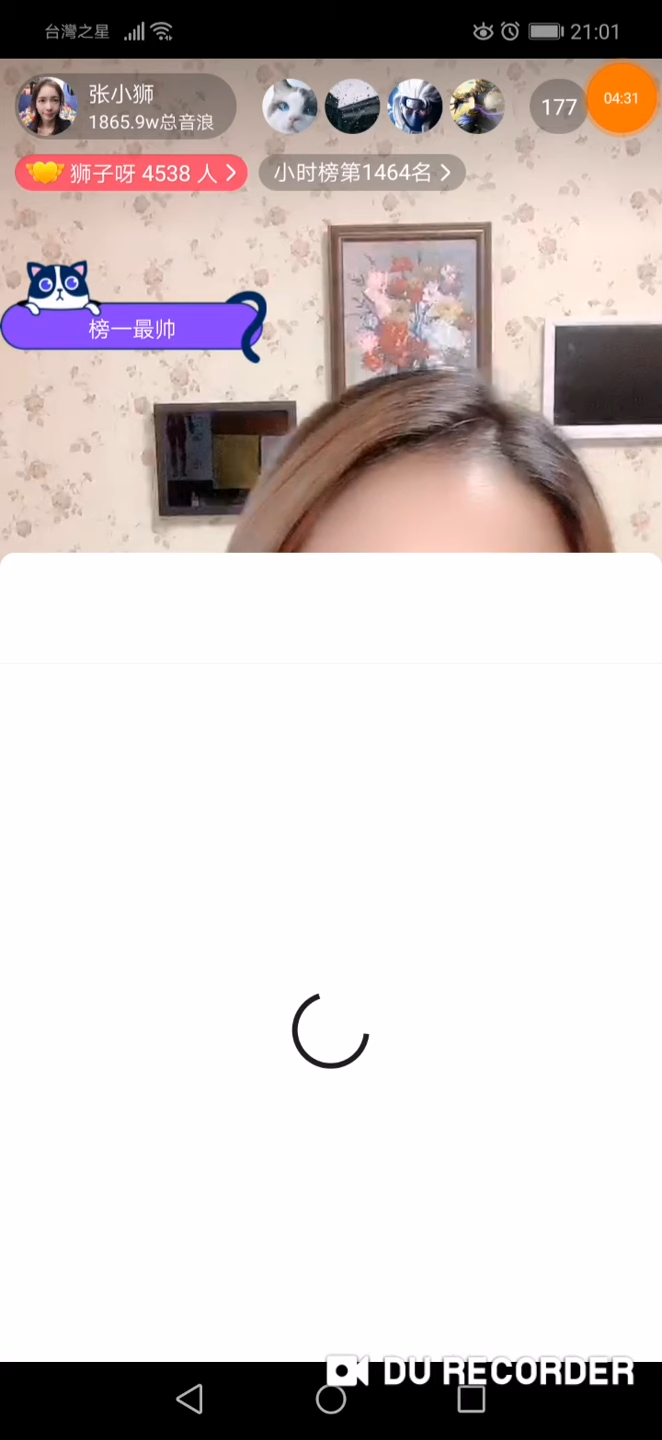 台灣之星
21:01
张小狮
1865.9w总音浪
177
04:31
狮子呀 4538 人
小时榜第1464名
榜一最帅
DU RECORDER